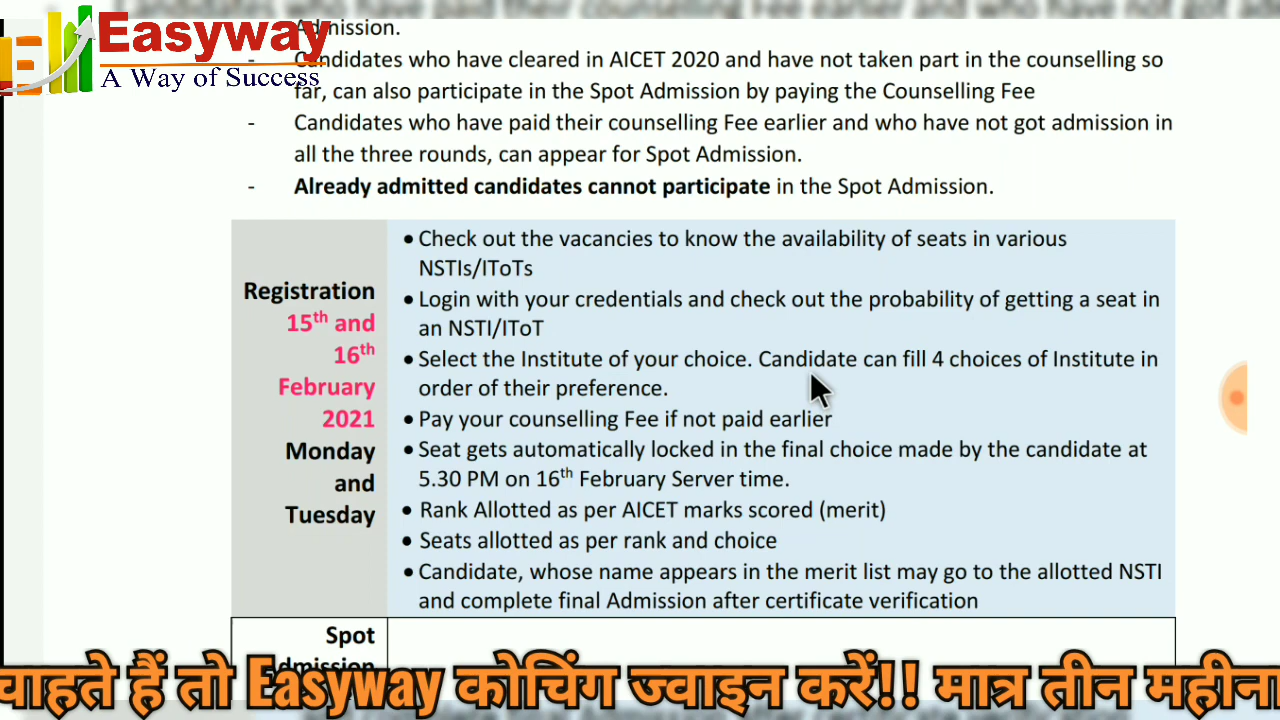 Easyway
A Way of Success
Admission.
- Candidates who have cleared in AICET 2020 and have not taken part in the counselling so
far, can also participate in the Spot Admission by paying the Counselling Fee
- Candidates who have paid their counselling Fee earlier and who have not got admission in
all the three rounds, can appear for Spot Admission.
- Already admitted candidates cannot participate in the Spot Admission.
Registration
15th and
16th
February
2021
Monday
and
Tuesday
• Check out the vacancies to know the availability of seats in various
NSTIs/IToTs
• Login with your credentials and check out the probability of getting a seat in
an NSTI/IToT
• Select the Institute of your choice. Candidate can fill 4 choices of Institute in
order of their preference.
• Pay your counselling Fee if not paid earlier
• Seat gets automatically locked in the final choice made by the candidate at
5.30 PM on 16th February Server time.
• Rank Allotted as per AICET marks scored (merit)
• Seats allotted as per rank and choice
• Candidate, whose name appears in the merit list may go to the allotted NSTI
and complete final Admission after certificate verification
Spot
Admission
चाहते हैं तो Easyway कोचिंग ज्वाइन करें!! मात्र तीन महीना